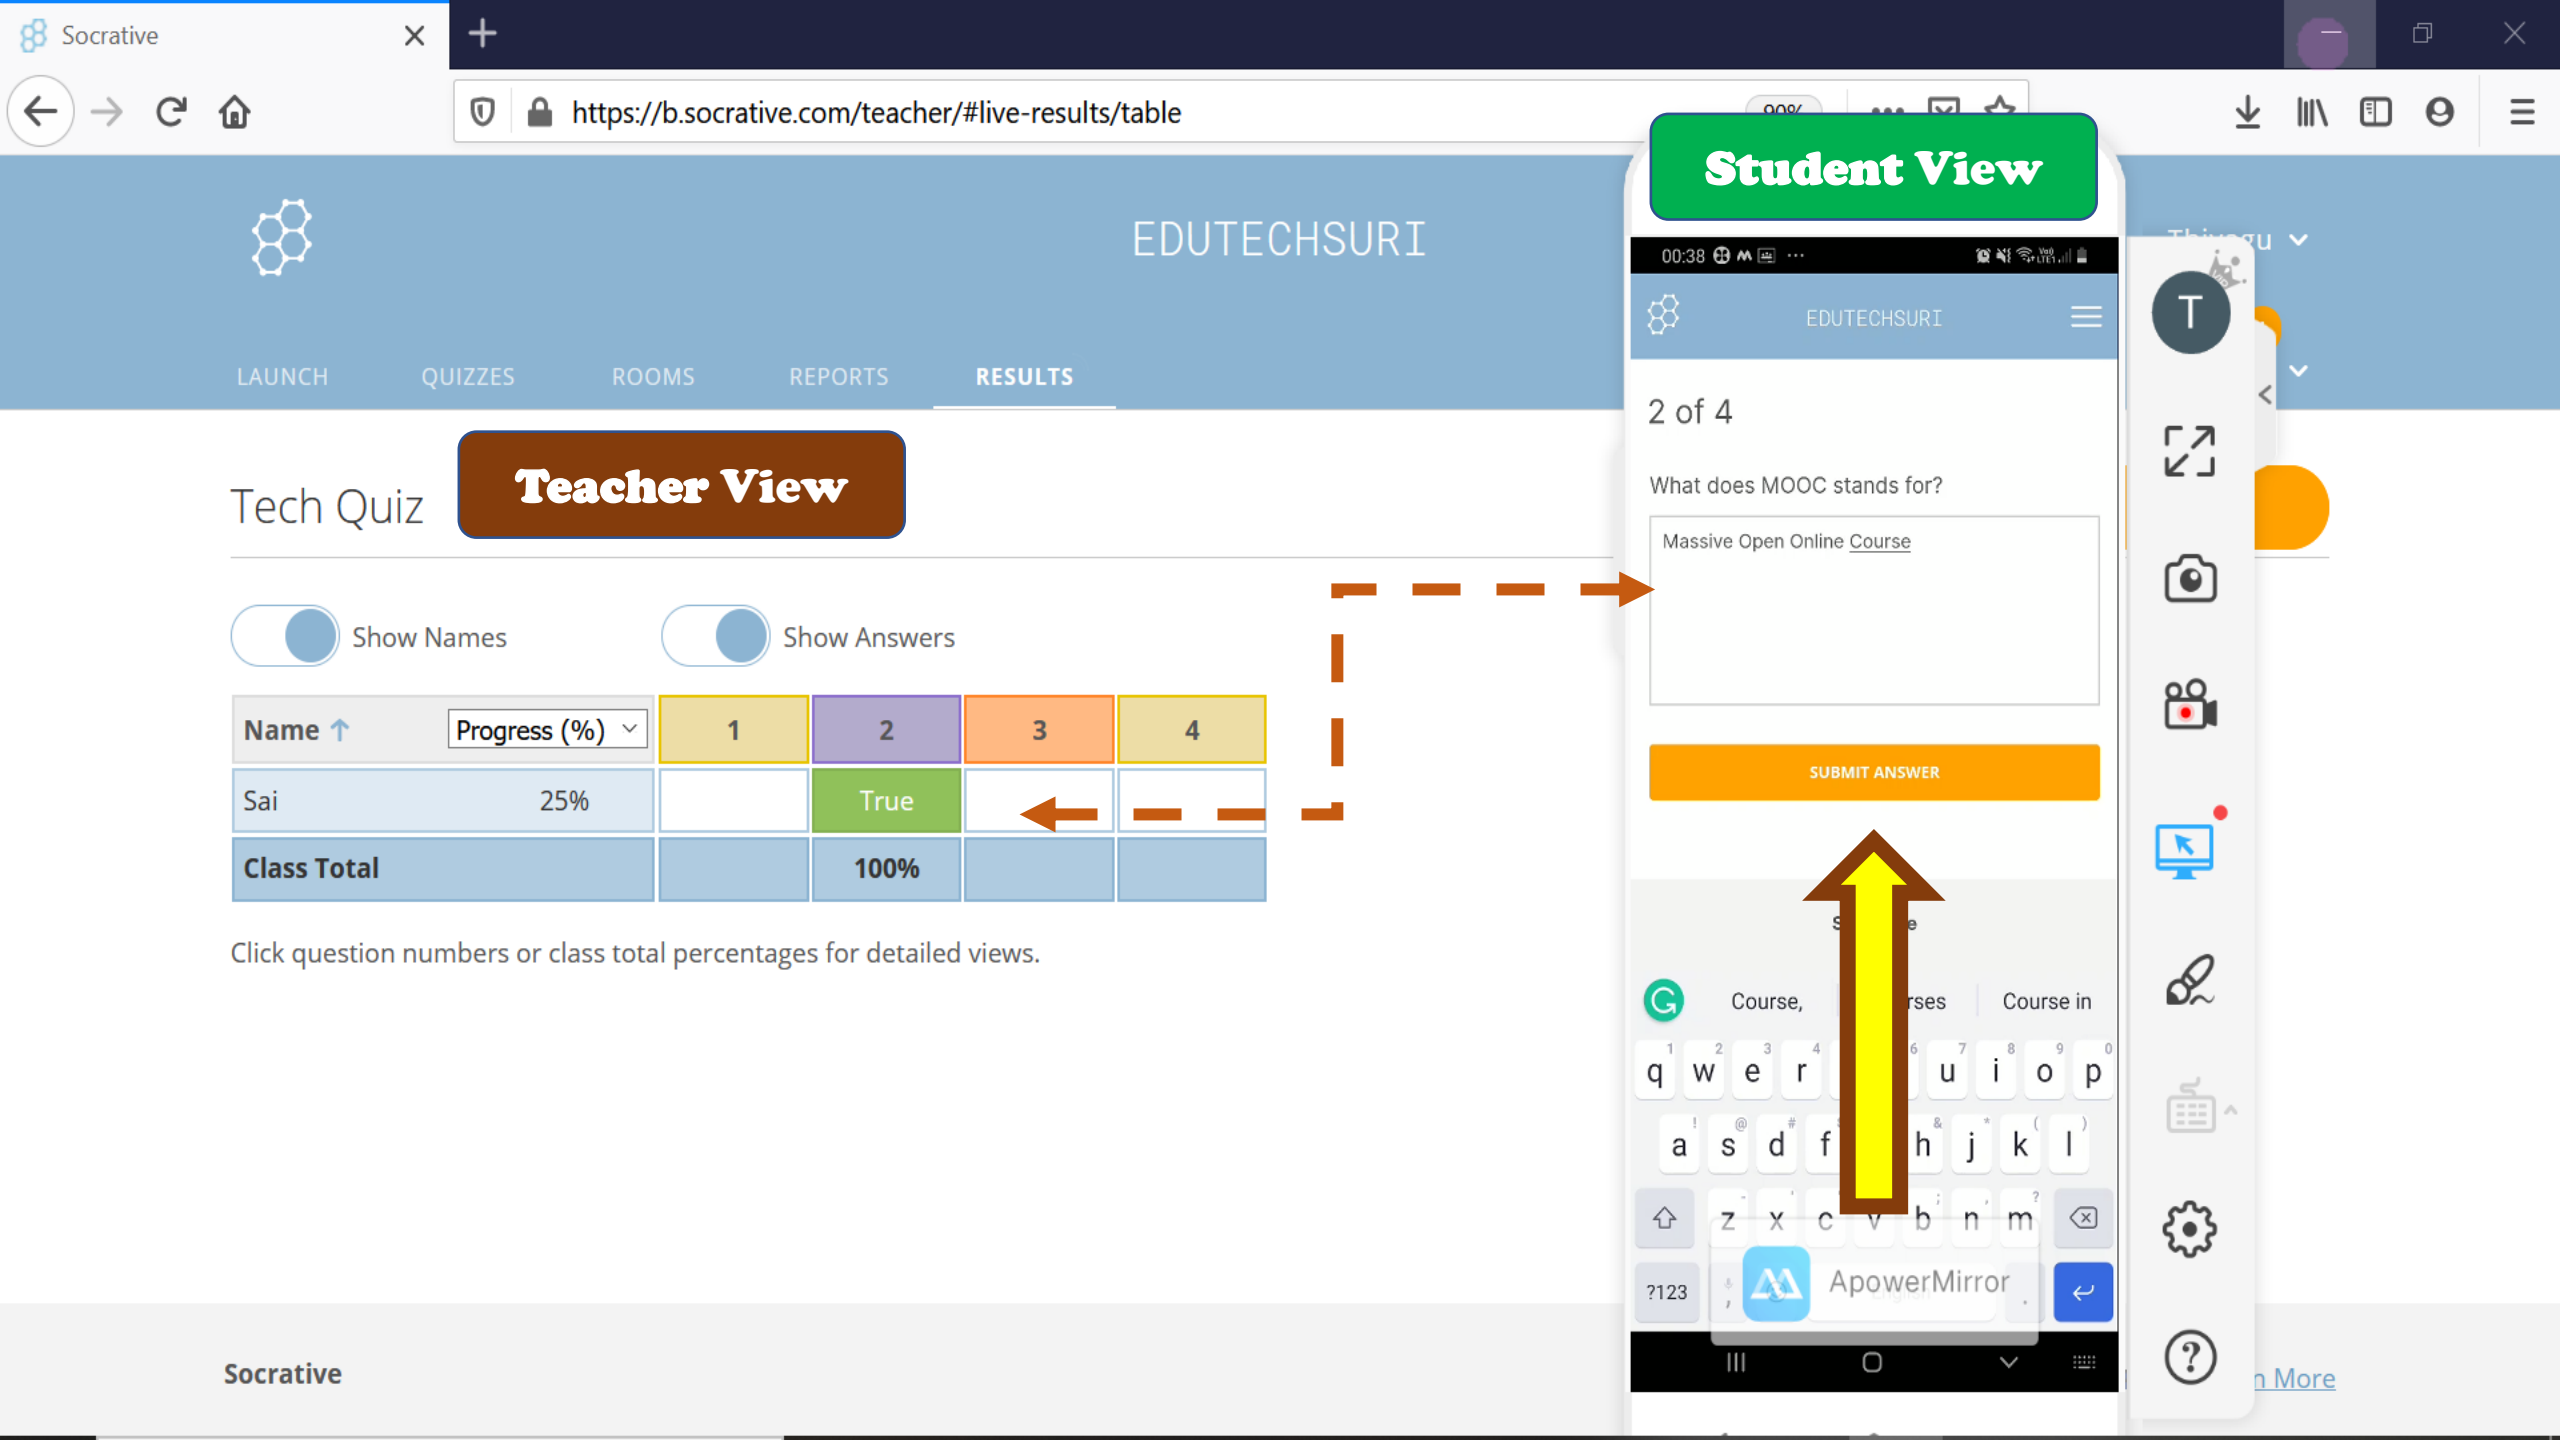 Socrative
https://b.socrative.com/teacher/#live-results/table
90%
EDUTECHSURI
LAUNCH QUIZZES ROOMS REPORTS RESULTS
Tech Quiz
Teacher View
Show Names Show Answers
Name Progress (%) 1 2 3 4
Sai 25% True
Class Total 100%
Click question numbers or class total percentages for detailed views.
Socrative
More
Student View
00:38
EDUTECHSURI
2 of 4
What does MOOC stands for?
Massive Open Online Course
SUBMIT ANSWER
Course, Course in
q w e r u i o p
a s d f h j k l
z x c v b n m
?123
ApowerMirror
T
VIP